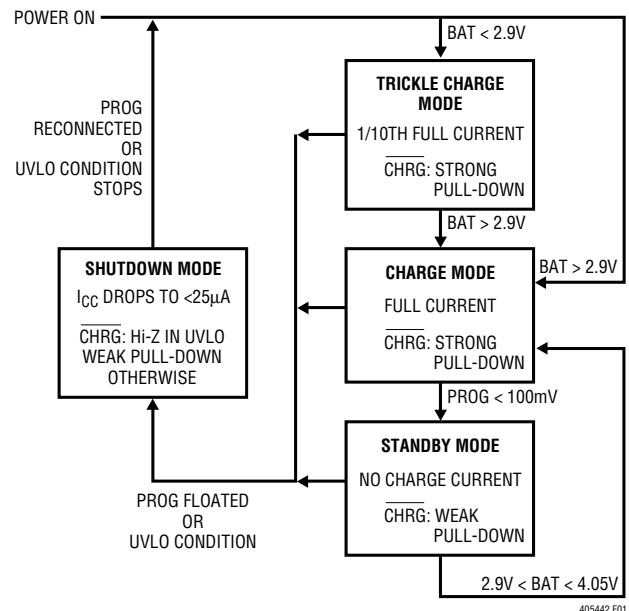 POWER ON
BAT < 2.9V
TRICKLE CHARGE
MODE
1/10TH FULL CURRENT
CHRG: STRONG
PULL-DOWN
PROG
RECONNECTED
OR
UVLO CONDITION
STOPS
BAT > 2.9V
SHUTDOWN MODE
ICC DROPS TO <25µA
CHRG: Hi-Z IN UVLO
WEAK PULL-DOWN
OTHERWISE
CHARGE MODE
FULL CURRENT
CHRG: STRONG
PULL-DOWN
BAT > 2.9V
PROG < 100mV
STANDBY MODE
NO CHARGE CURRENT
CHRG: WEAK
PULL-DOWN
PROG FLOATED
OR
UVLO CONDITION
2.9V < BAT < 4.05V
405442 F01